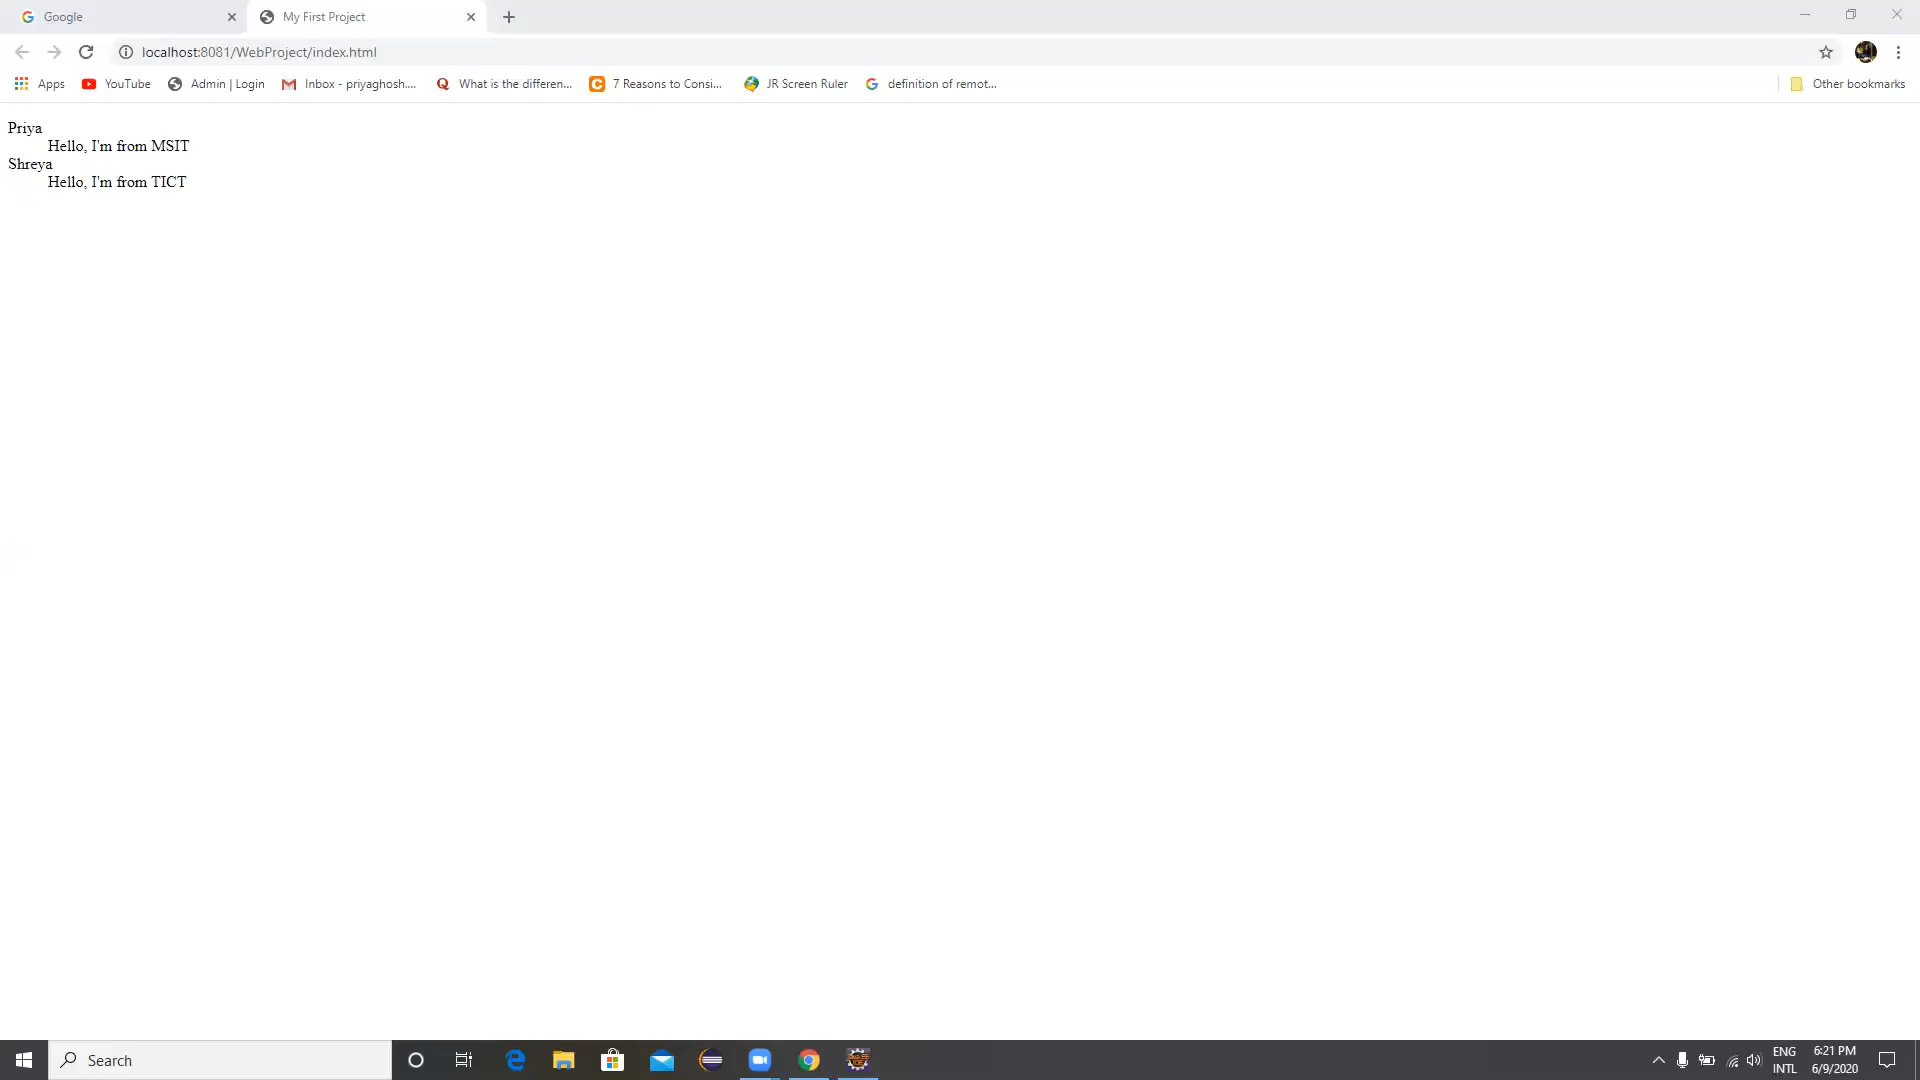 Google
My First Project
localhost:8081/WebProject/index.html
Apps
YouTube
Admin | Login
Inbox - priyaghosh....
What is the differen...
7 Reasons to Consi...
JR Screen Ruler
definition of remot...
Other bookmarks
Priya
Hello, I'm from MSIT
Shreya
Hello, I'm from TICT
Search
ENG
INTL
6:21 PM
6/9/2020